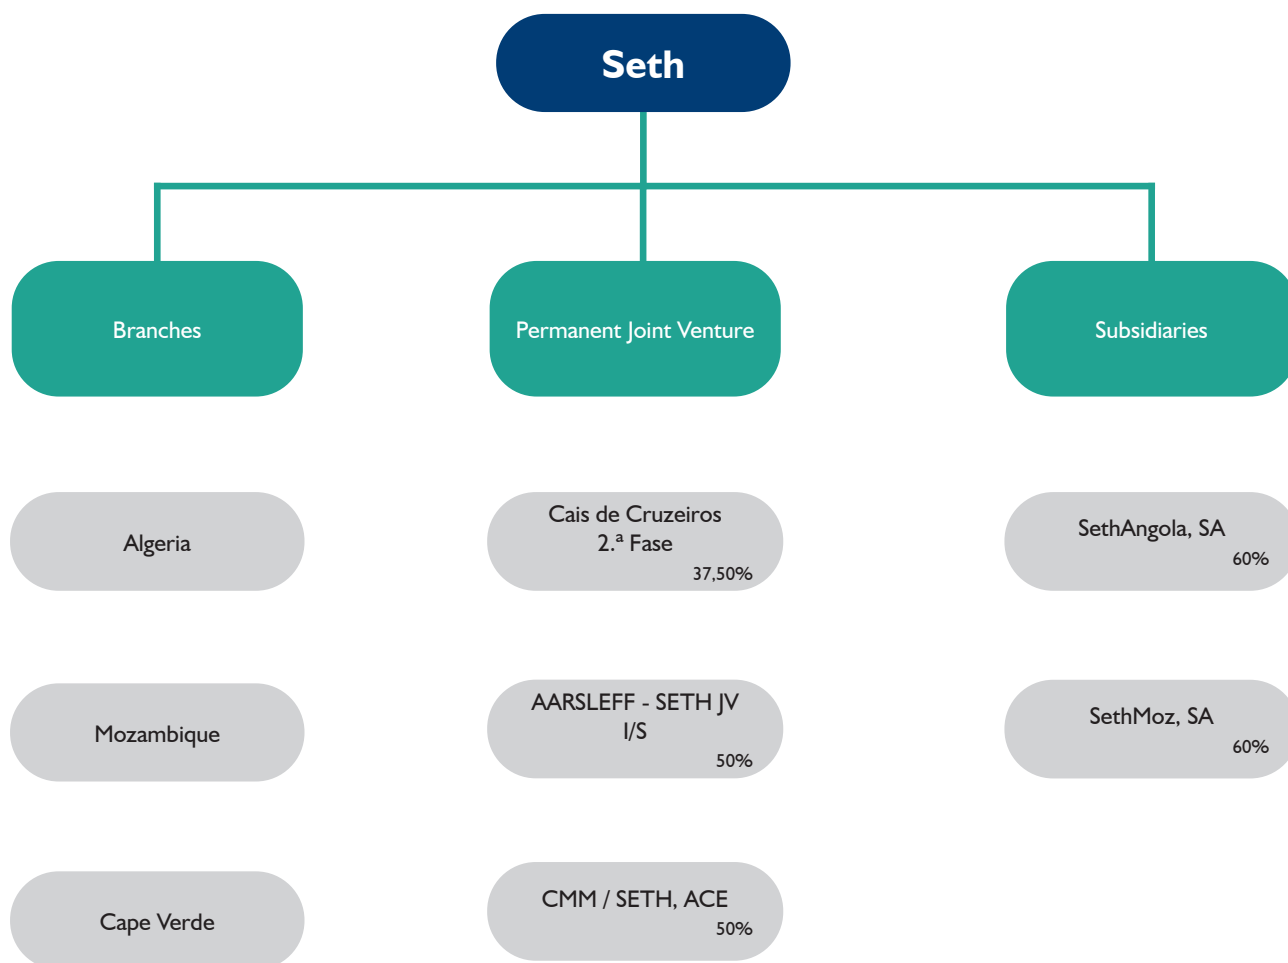 Seth
Branches
Permanent Joint Venture
Subsidiaries
Algeria
Cais de Cruzeiros
2.ª Fase
37,50%
SethAngola, SA
60%
Mozambique
AARSLEFF - SETH JV
I/S
50%
SethMoz, SA
60%
Cape Verde
CMM / SETH, ACE
50%